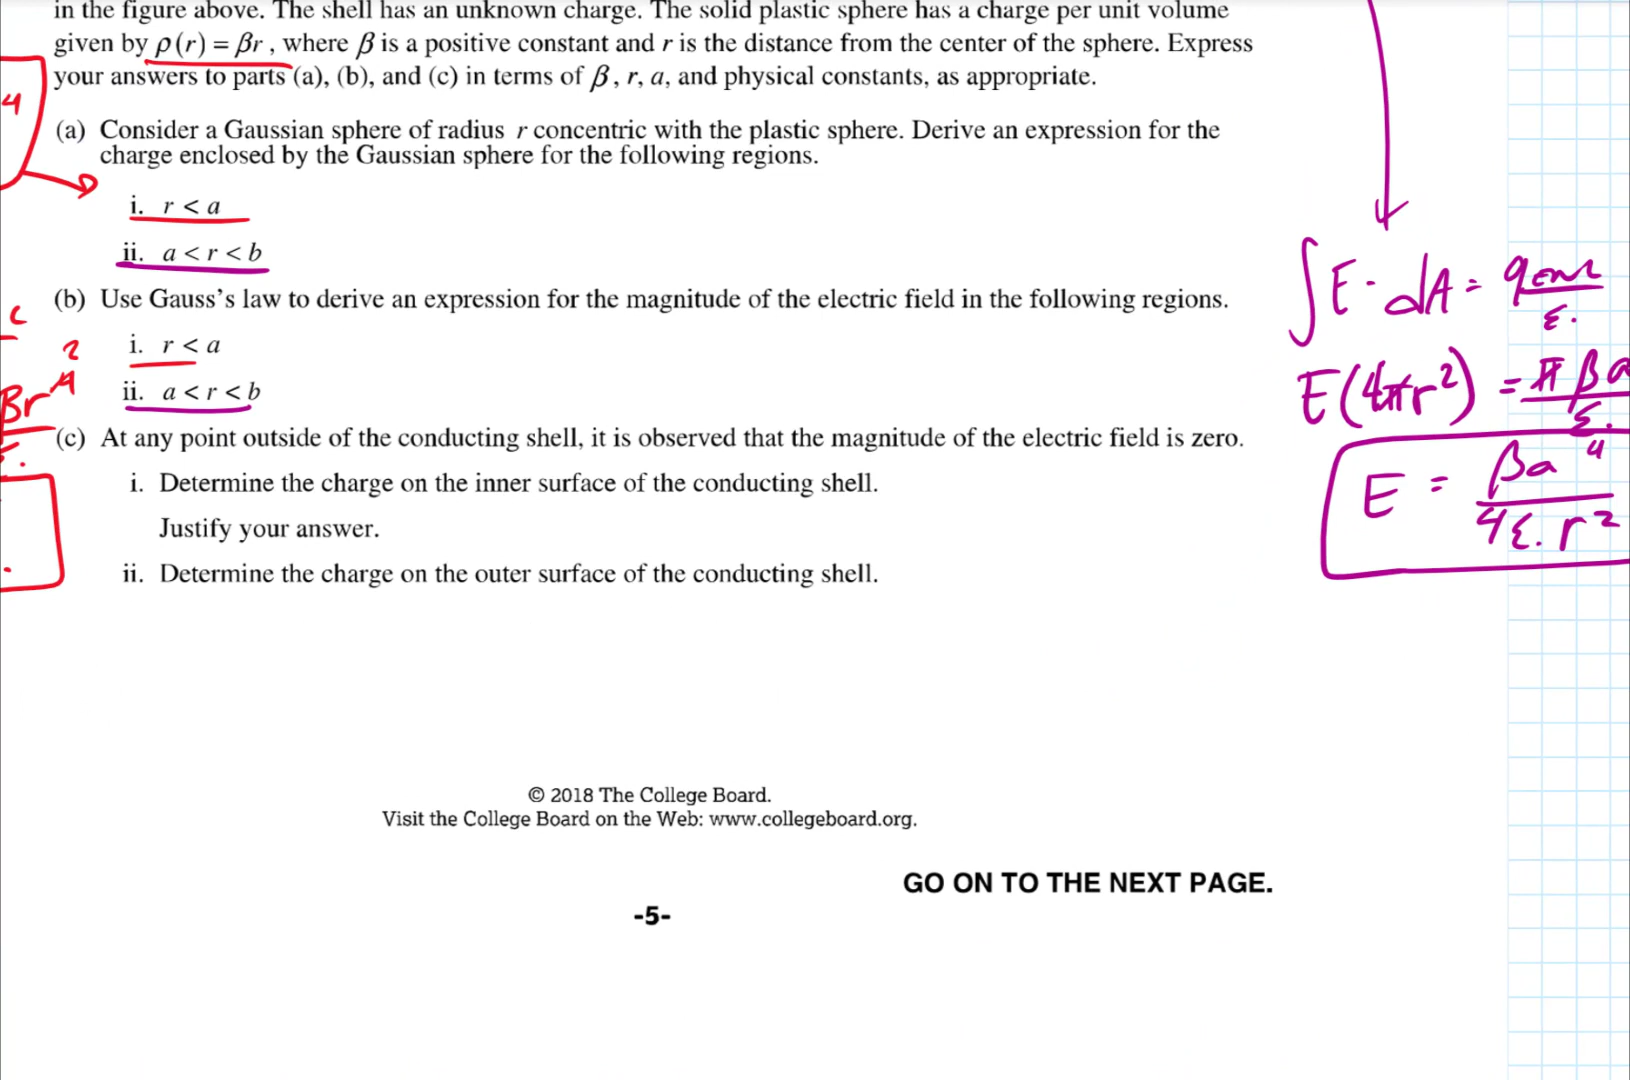 in the figure above. The shell has an unknown charge. The solid plastic sphere has a charge per unit volume
given by ρ(r) = βr, where β is a positive constant and r is the distance from the center of the sphere. Express
your answers to parts (a), (b), and (c) in terms of β, r, a, and physical constants, as appropriate.
4
(a) Consider a Gaussian sphere of radius r concentric with the plastic sphere. Derive an expression for the
charge enclosed by the Gaussian sphere for the following regions.
i. r < a
ii. a < r < b
(b) Use Gauss's law to derive an expression for the magnitude of the electric field in the following regions.
i. r < a
ii. a < r < b
(c) At any point outside of the conducting shell, it is observed that the magnitude of the electric field is zero.
i. Determine the charge on the inner surface of the conducting shell.
Justify your answer.
ii. Determine the charge on the outer surface of the conducting shell.
c
2
Br4
ε.
∫E · dA = qenc/ε.
E(4πr²) = πβa/ε.
E = βa⁴/4ε.r²
© 2018 The College Board.
Visit the College Board on the Web: www.collegeboard.org.
GO ON TO THE NEXT PAGE.
-5-